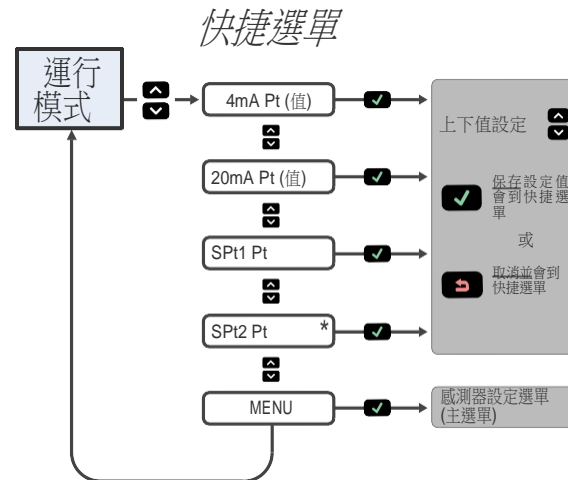 快捷選單
運行
模式
4mA Pt (值)
20mA Pt (值)
SPt1 Pt
SPt2 Pt *
MENU
上下值設定
保存設定值
會到快捷選
單
或
取消並會到
快捷選單
感測器設定選單
(主選單)